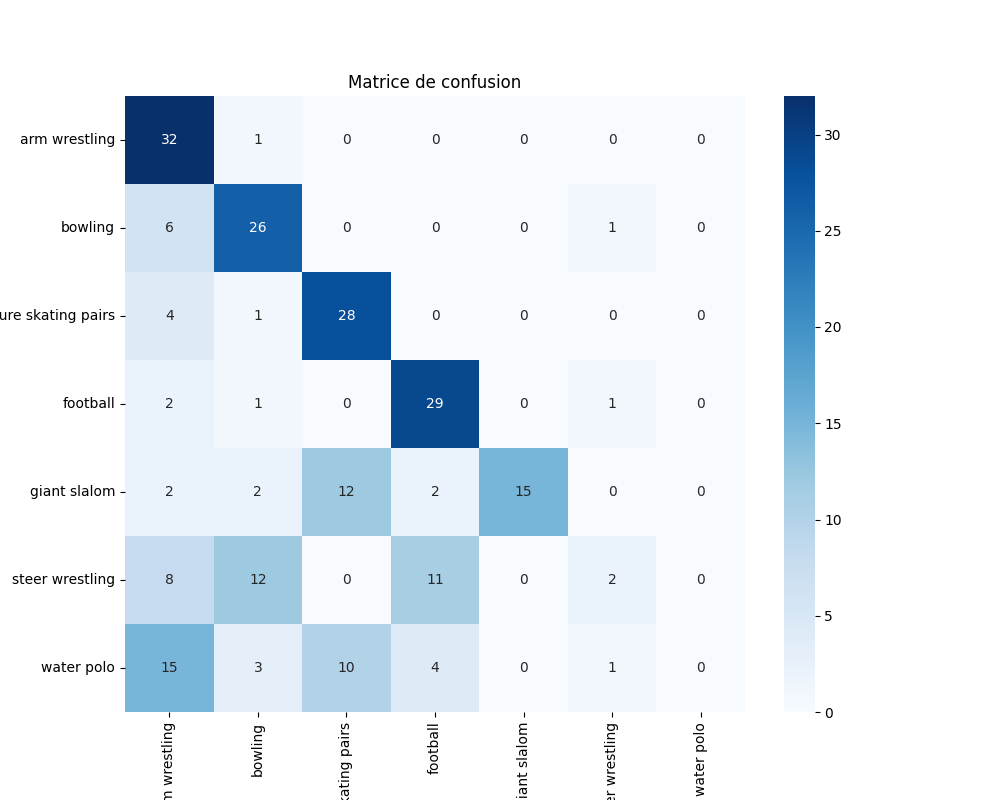 Matrice de confusion
arm wrestling 32 1 0 0 0 0 0
bowling 6 26 0 0 0 1 0
ure skating pairs 4 1 28 0 0 0 0
football 2 1 0 29 0 1 0
giant slalom 2 2 12 2 15 0 0
steer wrestling 8 12 0 11 0 2 0
water polo 15 3 10 4 0 1 0
m wrestling
bowling
kating pairs
football
iant slalom
er wrestling
water polo
30
25
20
15
10
5
0